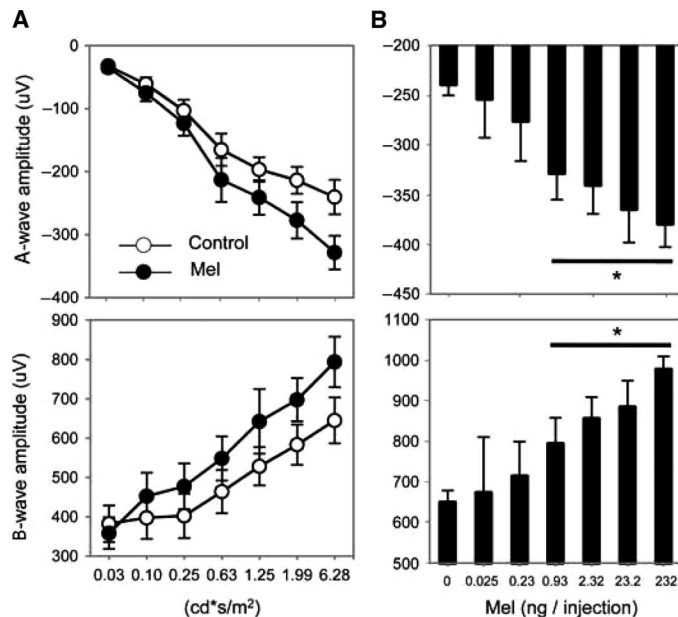 A
B
A-wave amplitude (uV)
0
–100
–200
–300
–400
Control
Mel
–200
–250
–300
–350
–400
–450
*
B-wave amplitude (uV)
900
800
700
600
500
400
300
0.03 0.10 0.25 0.63 1.25 1.99 6.28
(cd*s/m²)
1100
1000
900
800
700
600
500
*
0 0.025 0.23 0.93 2.32 23.2 232
Mel (ng / injection)